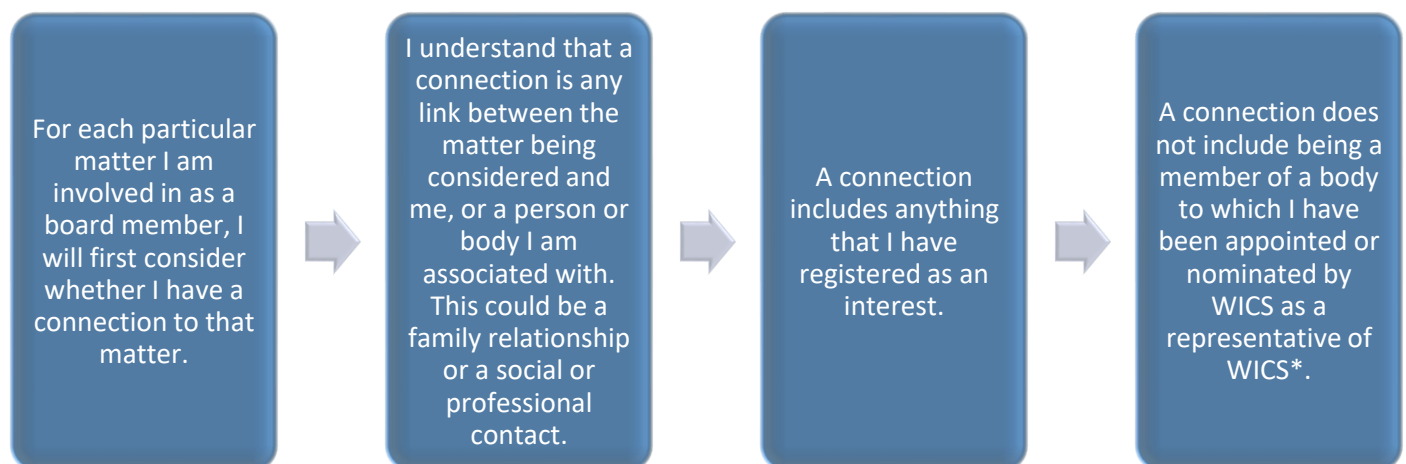 For each particular
matter I am
involved in as a
board member, I
will first consider
whether I have a
connection to that
matter.
I understand that a
connection is any
link between the
matter being
considered and
me, or a person or
body I am
associated with.
This could be a
family relationship
or a social or
professional
contact.
A connection
includes anything
that I have
registered as an
interest.
A connection does
not include being a
member of a body
to which I have
been appointed or
nominated by
WICS as a
representative of
WICS*.